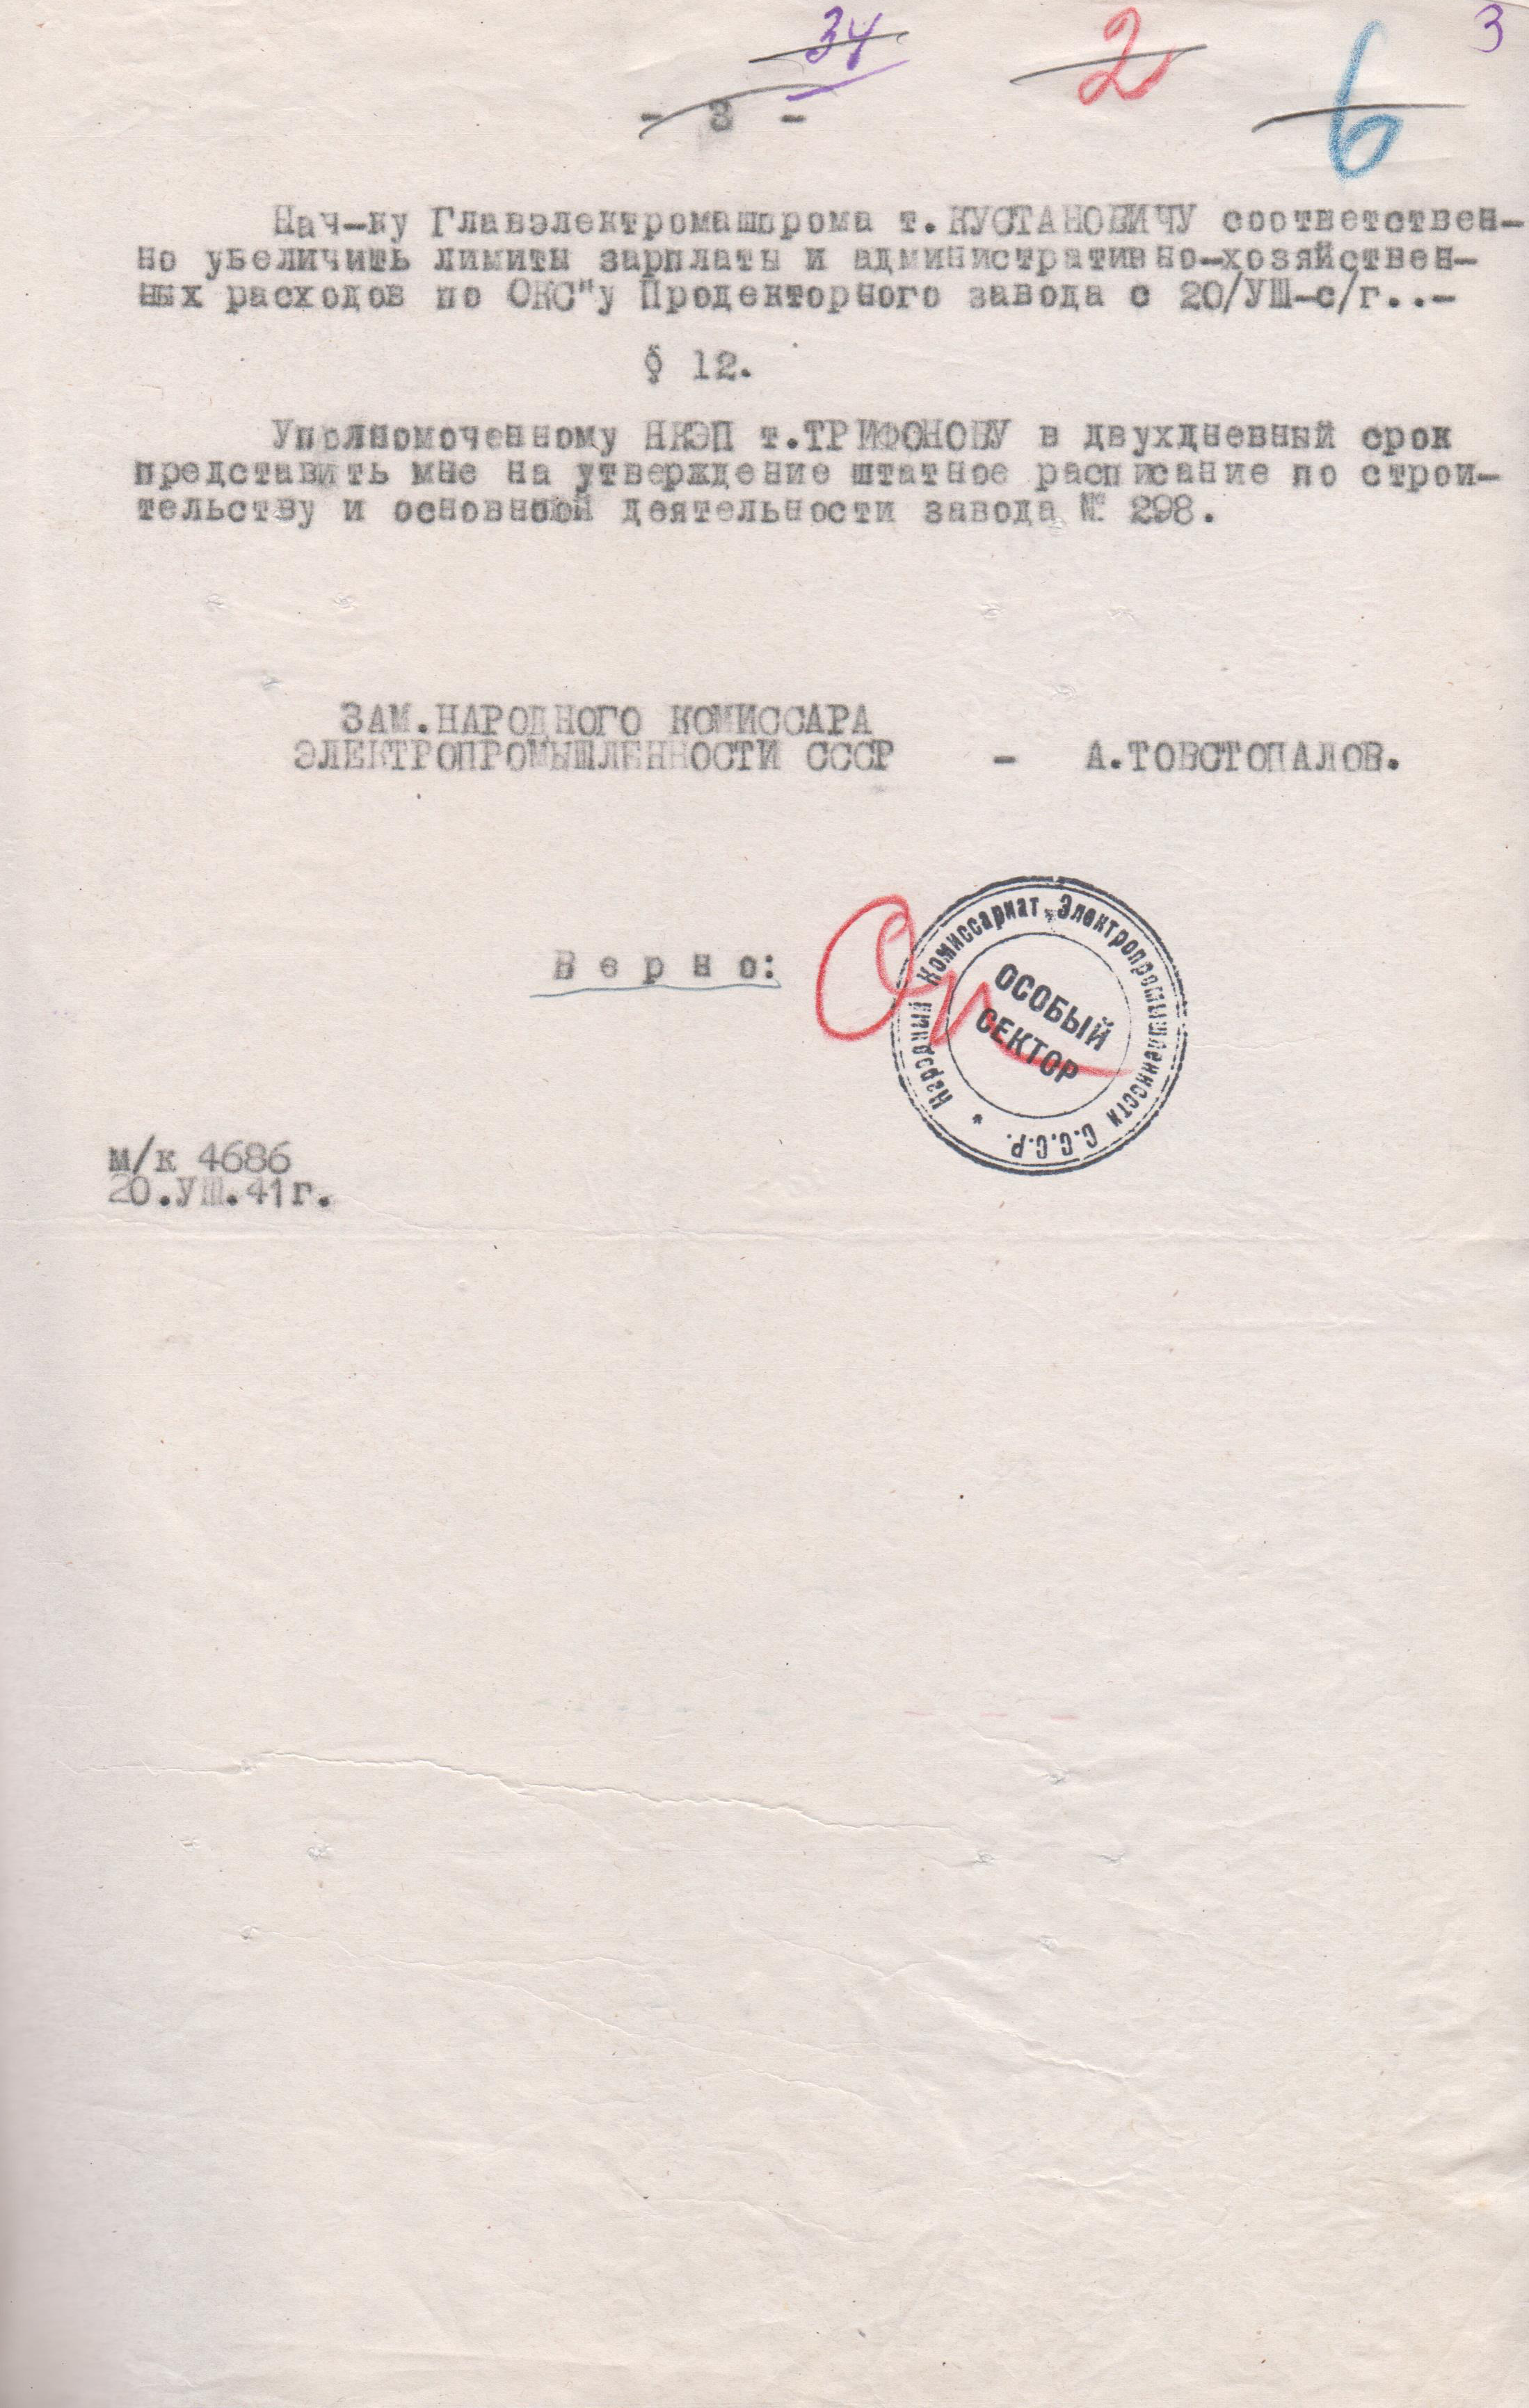 34 2 6 3
- 3 -
Нач-ку Главэлектромашпрома т.КУСТАНОВИЧУ соответствен-
но увеличить лимиты зарплаты и административно-хозяйствен-
ных расходов по ОКС"у Проденторного завода с 20/УШ-с/г..-
§ 12.
Уполномоченному НКЭП т.ТРИФОНОВУ в двухдневный срок
представить мне на утверждение штатное расписание по строи-
тельству и основной деятельности завода № 298.
ЗАМ.НАРОДНОГО КОМИССАРА
ЭЛЕКТРОПРОМЫШЛЕННОСТИ СССР - А.ТОВСТОПАЛОВ.
Верно:
Народный Комиссариат Электропромышленности С.С.С.Р. *
ОСОБЫЙ
СЕКТОР
м/к 4686
20.УШ.41г.